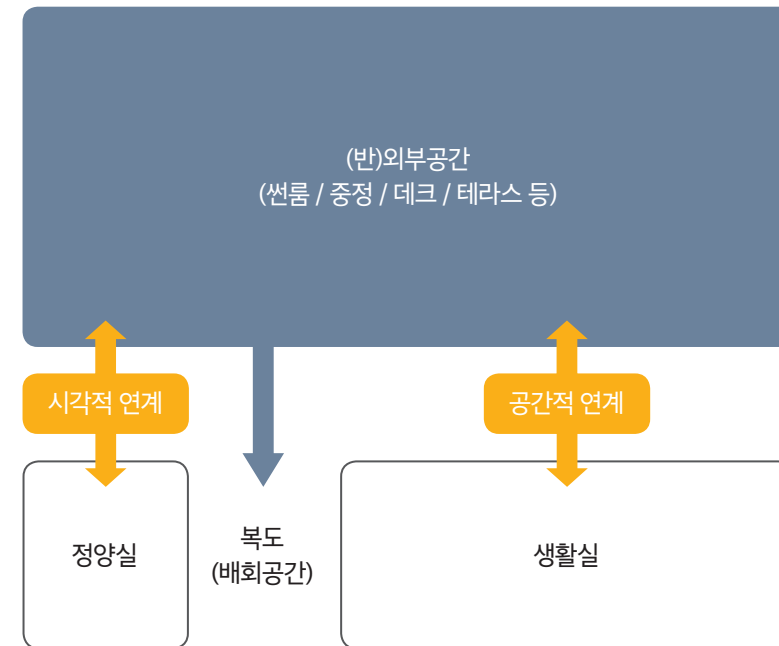 (반)외부공간
(썬룸 / 중정 / 데크 / 테라스 등)
시각적 연계
공간적 연계
정양실
복도
(배회공간)
생활실